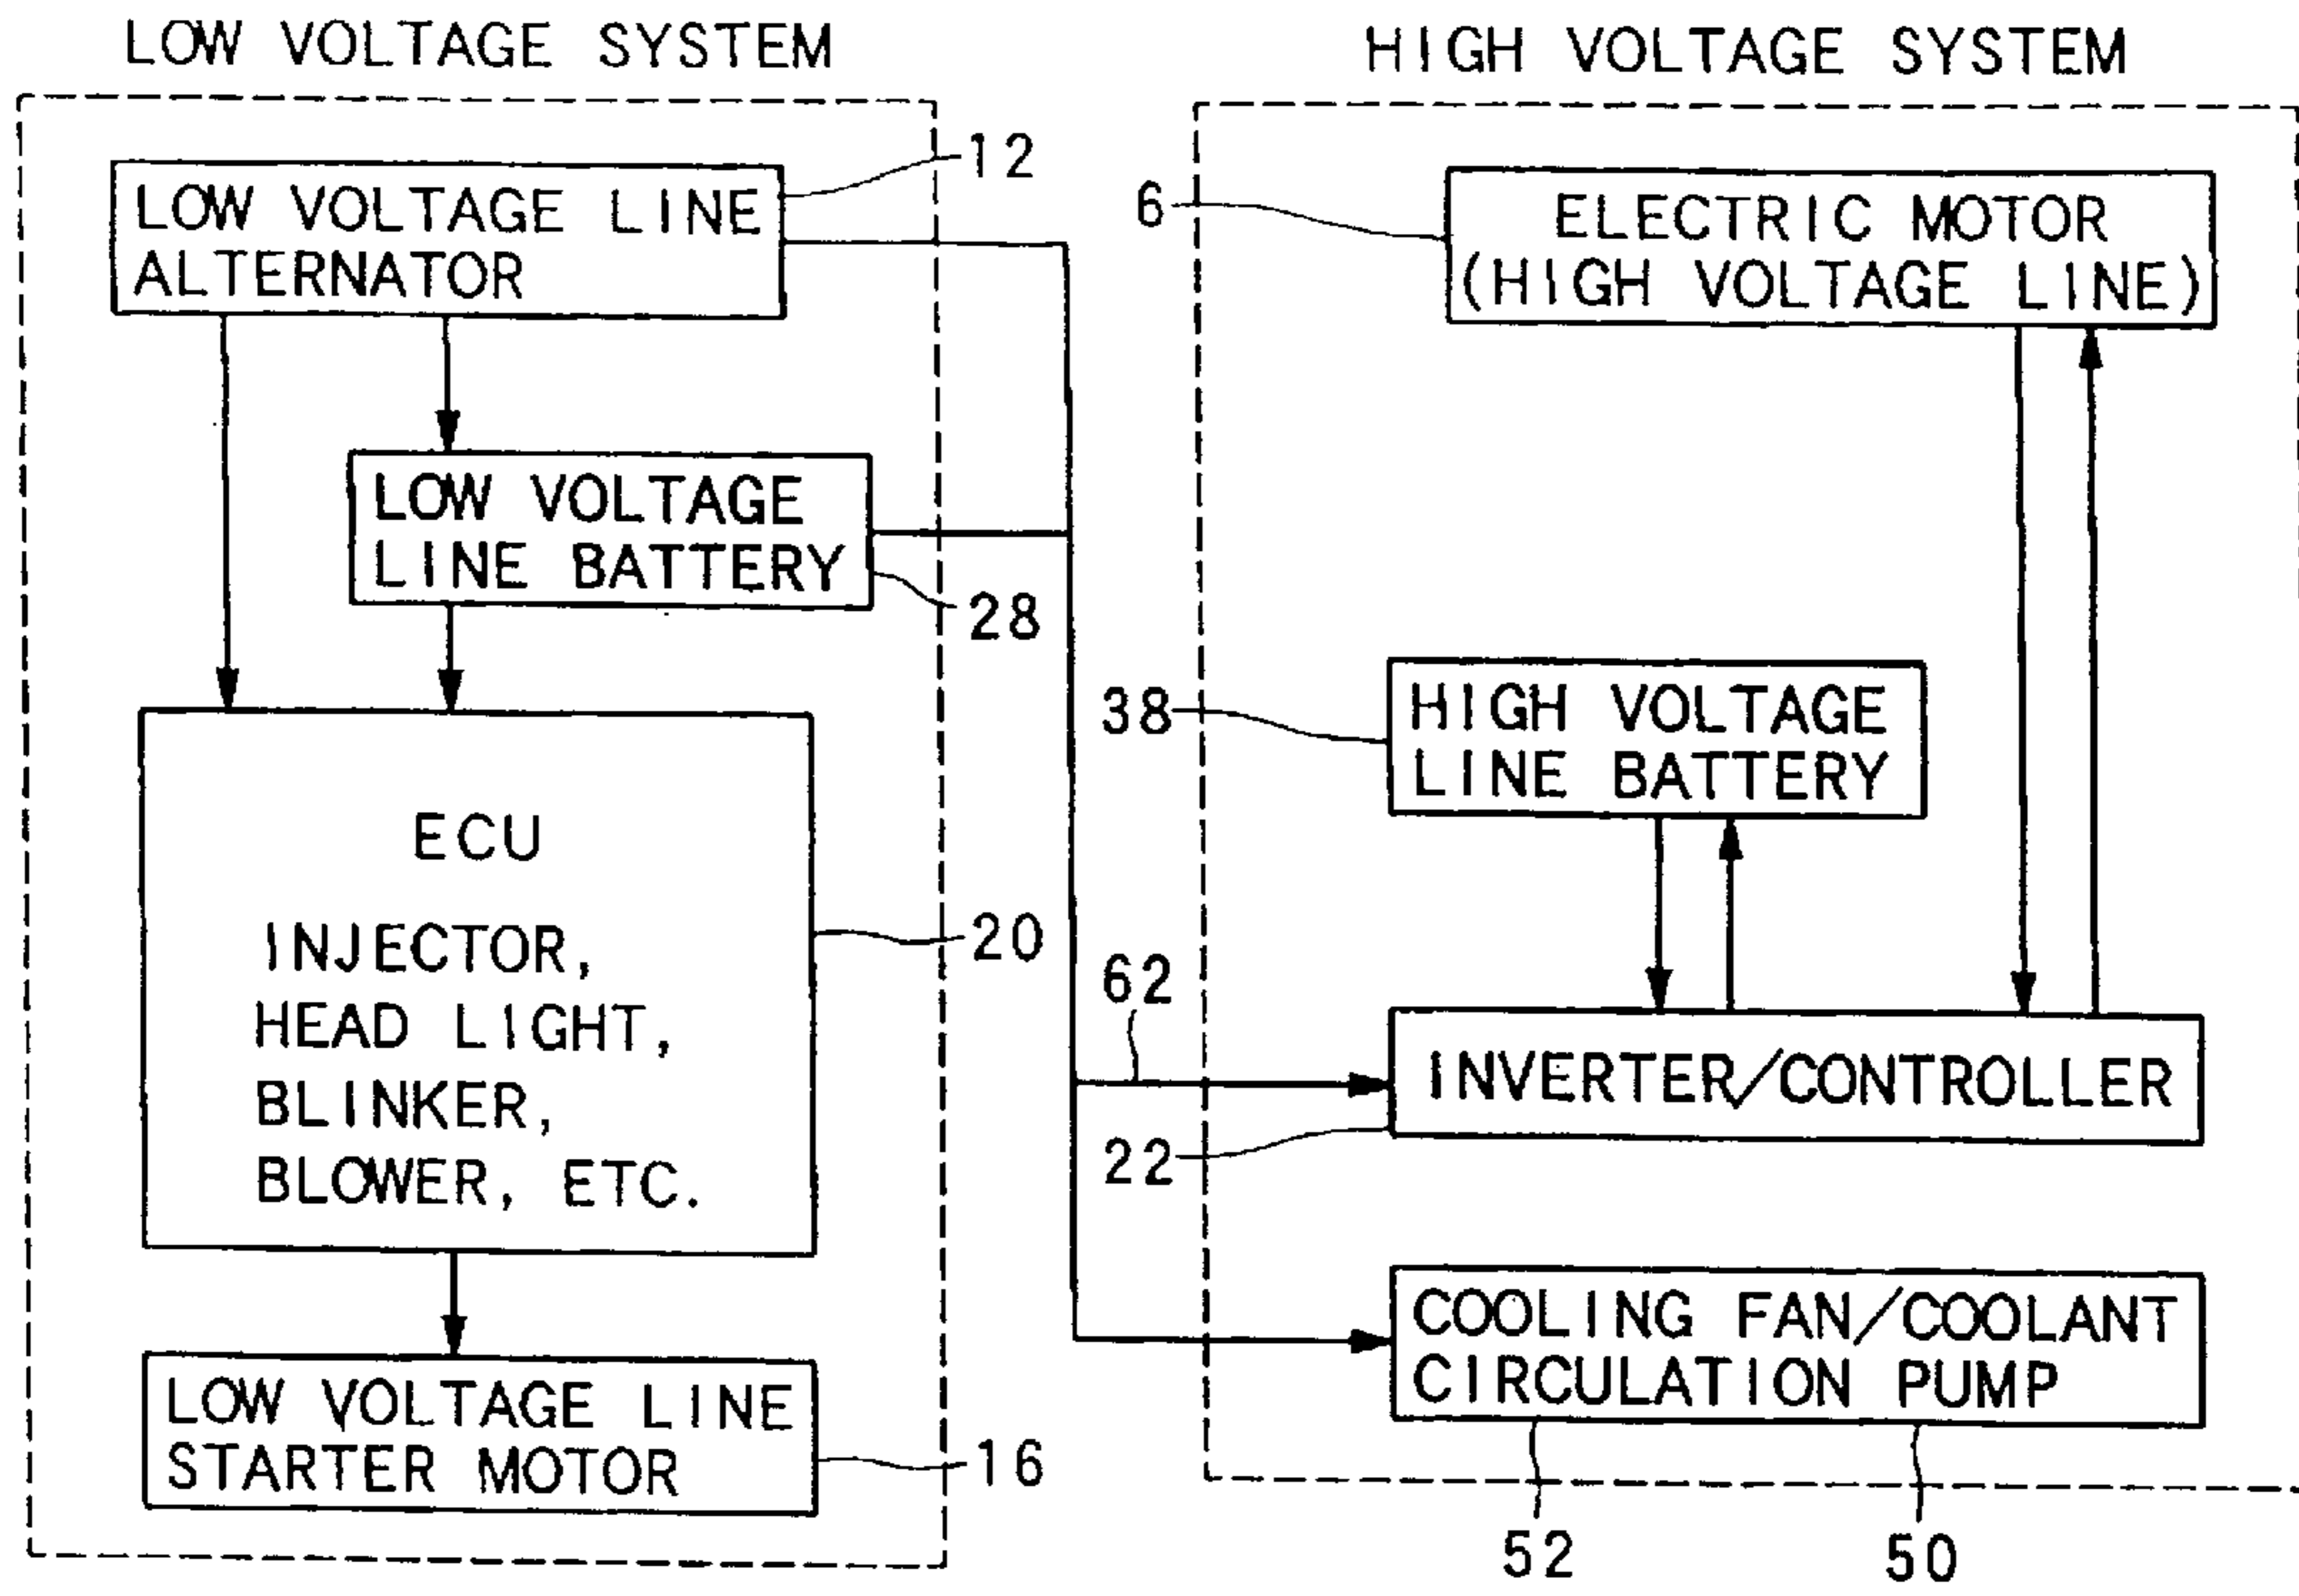 LOW VOLTAGE SYSTEM
LOW VOLTAGE LINE
ALTERNATOR
12
LOW VOLTAGE
LINE BATTERY
28
ECU
INJECTOR,
HEAD LIGHT,
BLINKER,
BLOWER, ETC.
20
LOW VOLTAGE LINE
STARTER MOTOR
16
HIGH VOLTAGE SYSTEM
6
ELECTRIC MOTOR
(HIGH VOLTAGE LINE)
38
HIGH VOLTAGE
LINE BATTERY
62
INVERTER/CONTROLLER
22
COOLING FAN/COOLANT
CIRCULATION PUMP
52
50